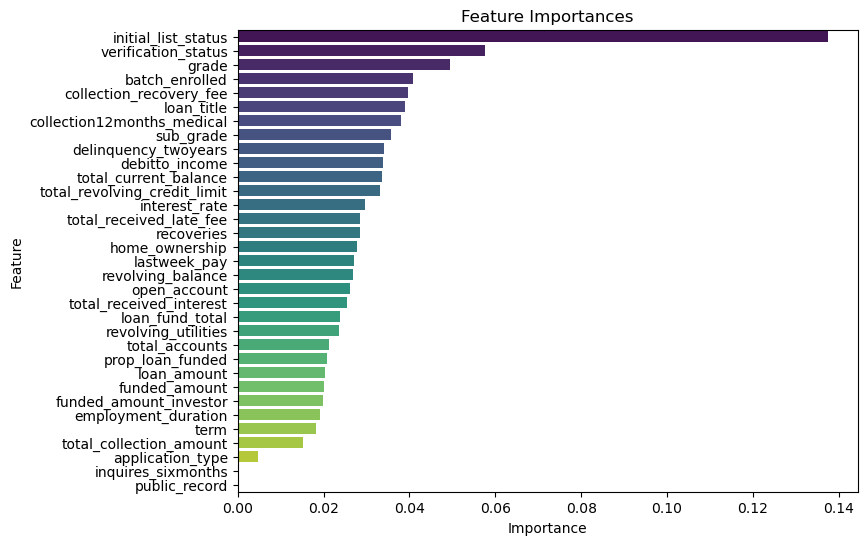 Feature Importances
initial_list_status
verification_status
grade
batch_enrolled
collection_recovery_fee
loan_title
collection12months_medical
sub_grade
delinquency_twoyears
debitto_income
total_current_balance
total_revolving_credit_limit
interest_rate
total_received_late_fee
recoveries
home_ownership
lastweek_pay
revolving_balance
open_account
total_received_interest
loan_fund_total
revolving_utilities
total_accounts
prop_loan_funded
loan_amount
funded_amount
funded_amount_investor
employment_duration
term
total_collection_amount
application_type
inquires_sixmonths
public_record
Feature
0.00 0.02 0.04 0.06 0.08 0.10 0.12 0.14
Importance